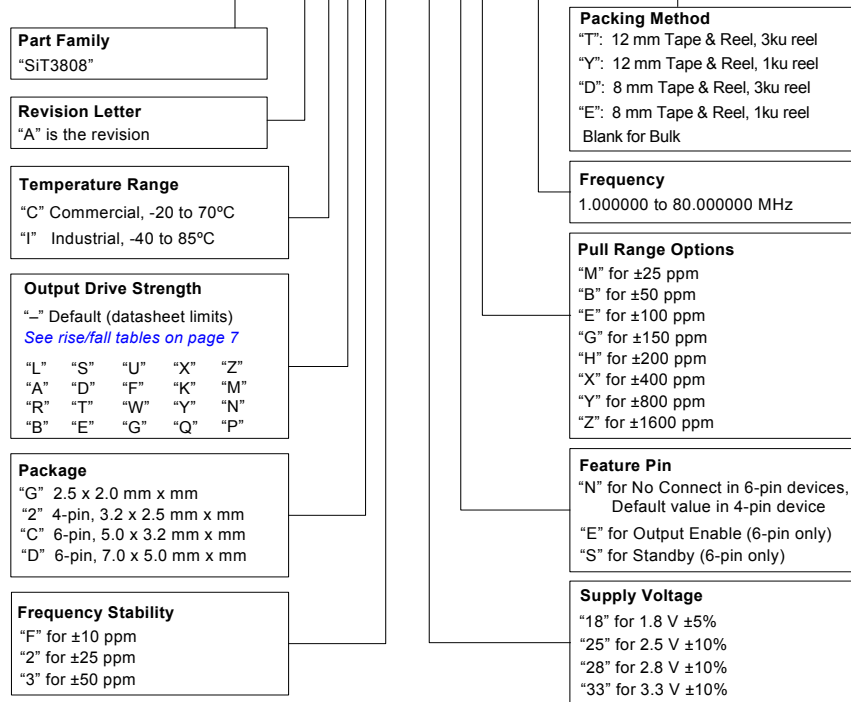 Part Family
“SiT3808”
Revision Letter
“A” is the revision
Temperature Range
“C” Commercial, -20 to 70ºC
“I” Industrial, -40 to 85ºC
Output Drive Strength
“–” Default (datasheet limits)
See rise/fall tables on page 7
“L” “S” “U” “X” “Z”
“A” “D” “F” “K” “M”
“R” “T” “W” “Y” “N”
“B” “E” “G” “Q” “P”
Package
“G” 2.5 x 2.0 mm x mm
“2” 4-pin, 3.2 x 2.5 mm x mm
“C” 6-pin, 5.0 x 3.2 mm x mm
“D” 6-pin, 7.0 x 5.0 mm x mm
Frequency Stability
“F” for ±10 ppm
“2” for ±25 ppm
“3” for ±50 ppm
Packing Method
“T”: 12 mm Tape & Reel, 3ku reel
“Y”: 12 mm Tape & Reel, 1ku reel
“D”: 8 mm Tape & Reel, 3ku reel
“E”: 8 mm Tape & Reel, 1ku reel
Blank for Bulk
Frequency
1.000000 to 80.000000 MHz
Pull Range Options
“M” for ±25 ppm
“B” for ±50 ppm
“E” for ±100 ppm
“G” for ±150 ppm
“H” for ±200 ppm
“X” for ±400 ppm
“Y” for ±800 ppm
“Z” for ±1600 ppm
Feature Pin
“N” for No Connect in 6-pin devices,
Default value in 4-pin device
“E” for Output Enable (6-pin only)
“S” for Standby (6-pin only)
Supply Voltage
“18” for 1.8 V ±5%
“25” for 2.5 V ±10%
“28” for 2.8 V ±10%
“33” for 3.3 V ±10%